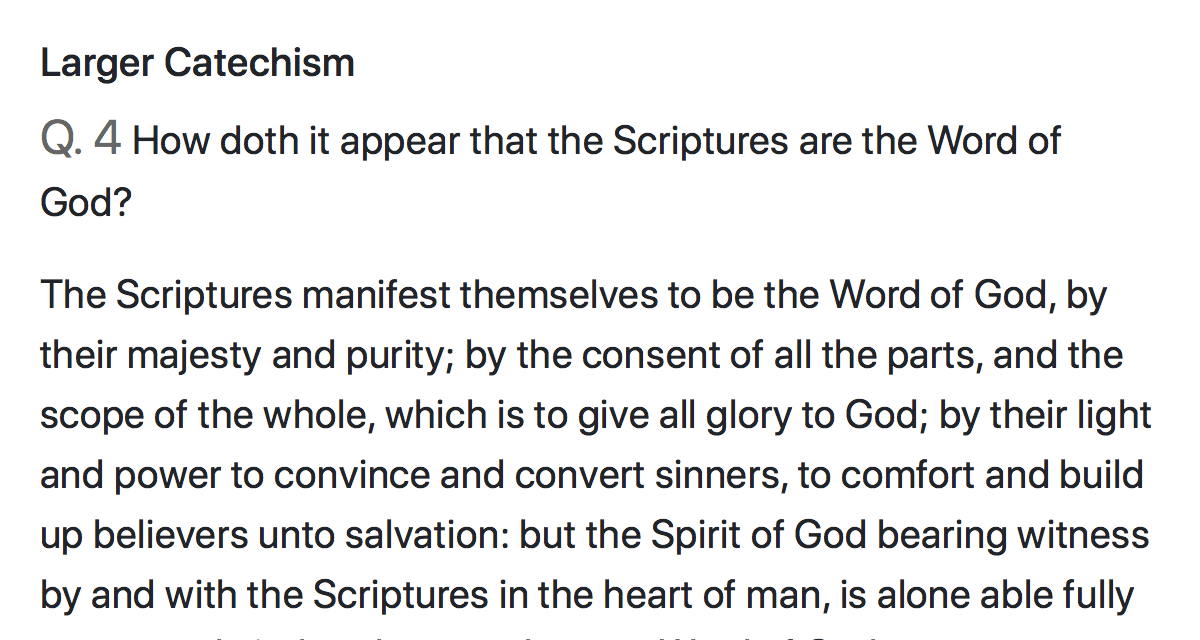 Larger Catechism
Q. 4 How doth it appear that the Scriptures are the Word of
God?
The Scriptures manifest themselves to be the Word of God, by
their majesty and purity; by the consent of all the parts, and the
scope of the whole, which is to give all glory to God; by their light
and power to convince and convert sinners, to comfort and build
up believers unto salvation: but the Spirit of God bearing witness
by and with the Scriptures in the heart of man, is alone able fully